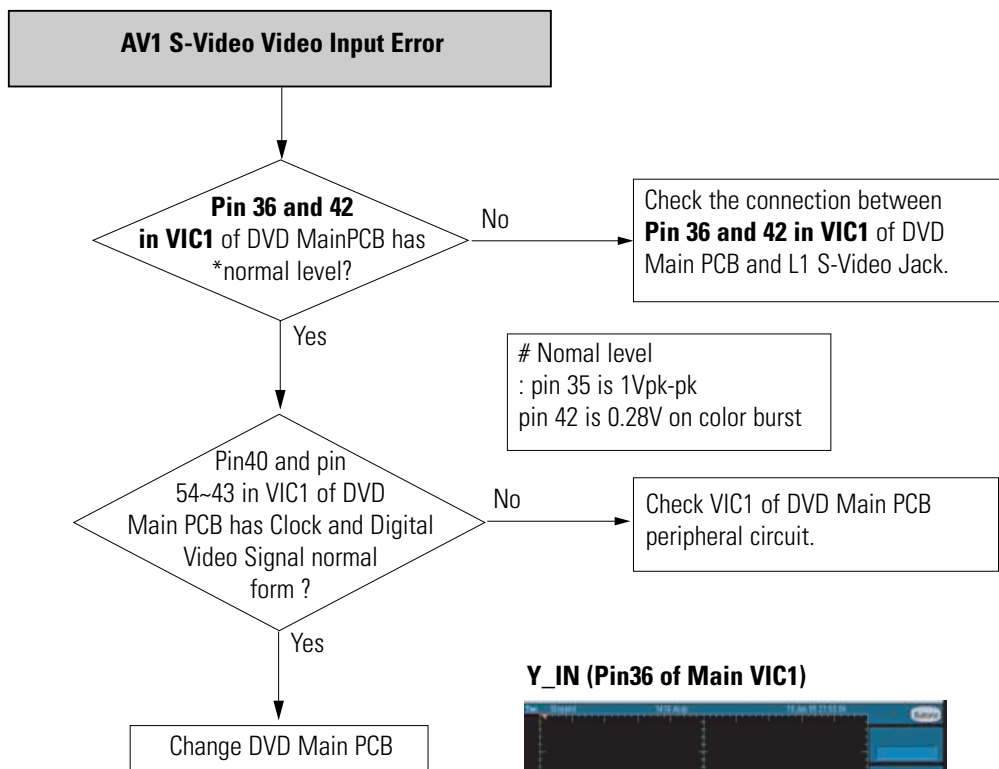 AV1 S-Video Video Input Error
Pin 36 and 42
in VIC1 of DVD MainPCB has
*normal level?
No
Check the connection between
Pin 36 and 42 in VIC1 of DVD
Main PCB and L1 S-Video Jack.
Yes
# Nomal level
: pin 35 is 1Vpk-pk
pin 42 is 0.28V on color burst
Pin40 and pin
54~43 in VIC1 of DVD
Main PCB has Clock and Digital
Video Signal normal
form ?
No
Check VIC1 of DVD Main PCB
peripheral circuit.
Yes
Change DVD Main PCB
Y_IN (Pin36 of Main VIC1)
Stopped